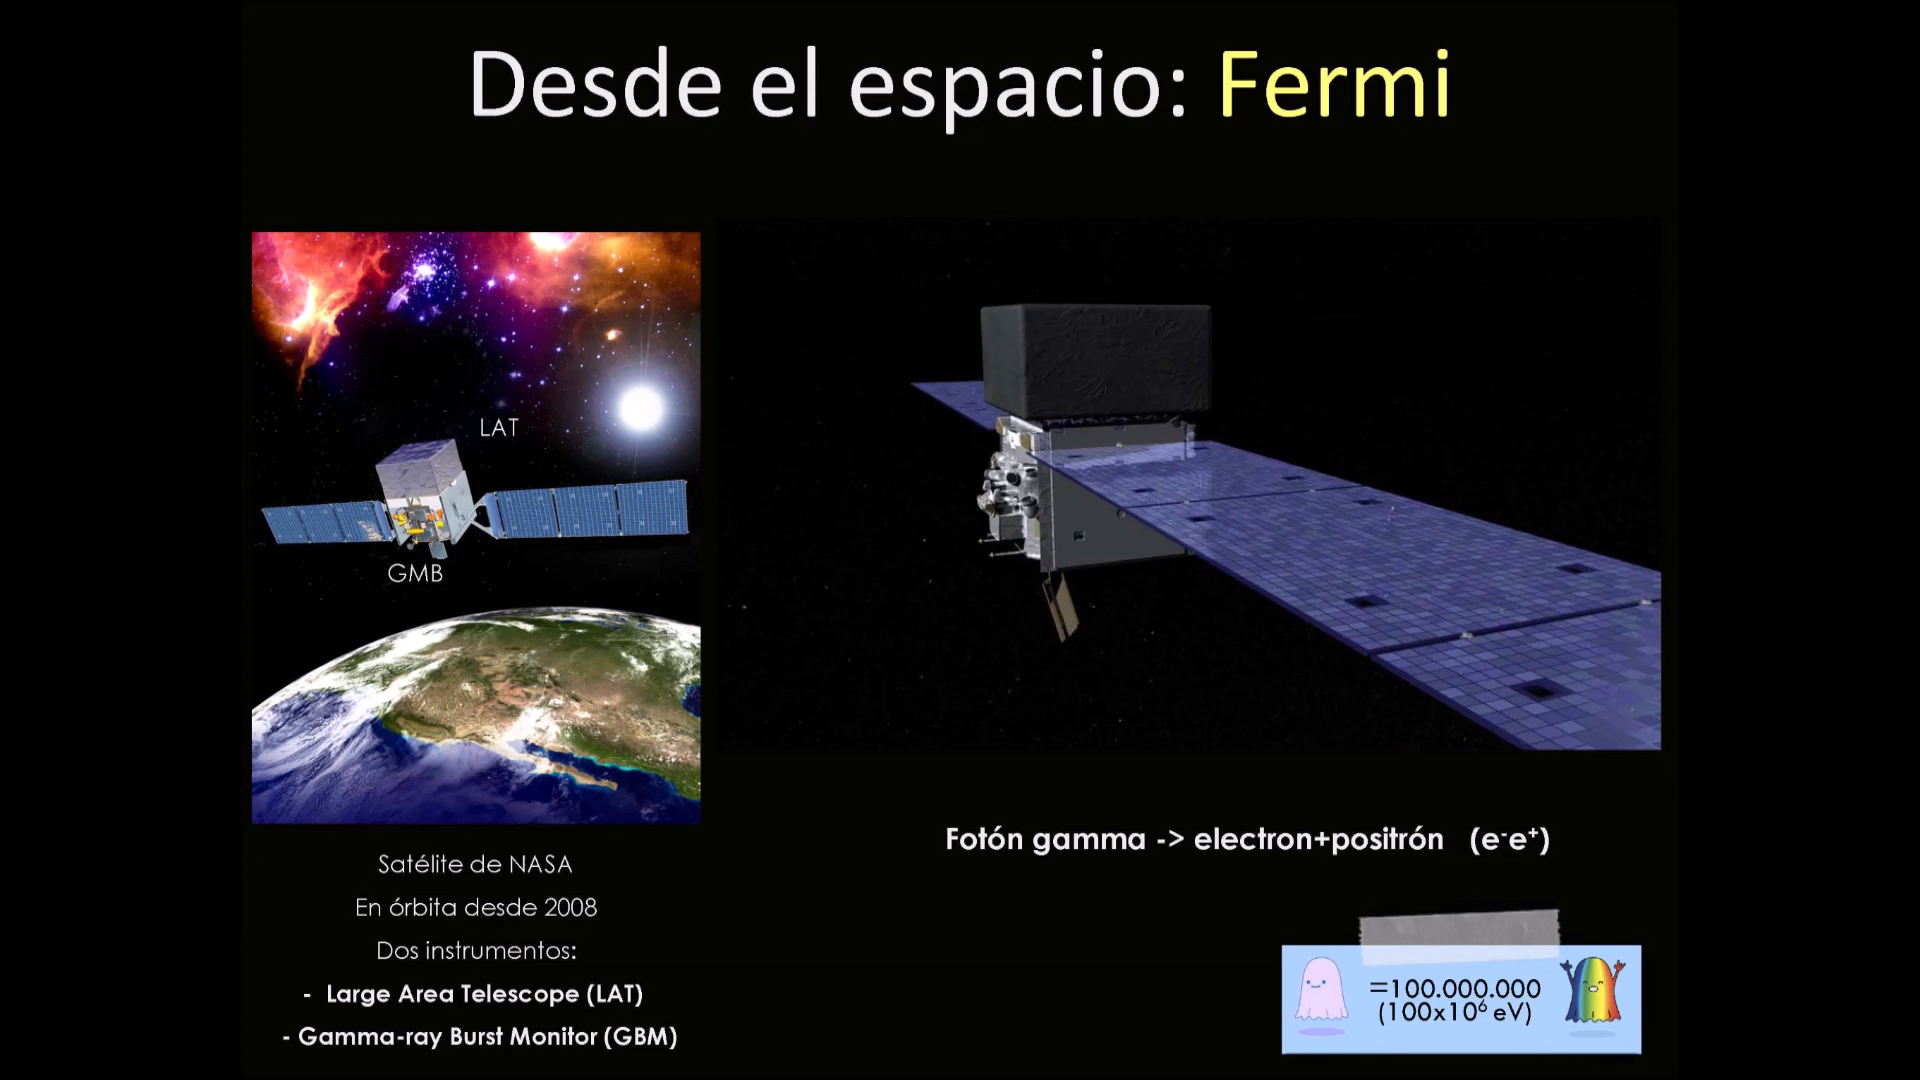 Desde el espacio: Fermi
LAT
GMB
Satélite de NASA
En órbita desde 2008
Dos instrumentos:
- Large Area Telescope (LAT)
- Gamma-ray Burst Monitor (GBM)
Fotón gamma -> electron+positrón (e⁻e⁺)
=100.000.000
(100x10⁶ eV)